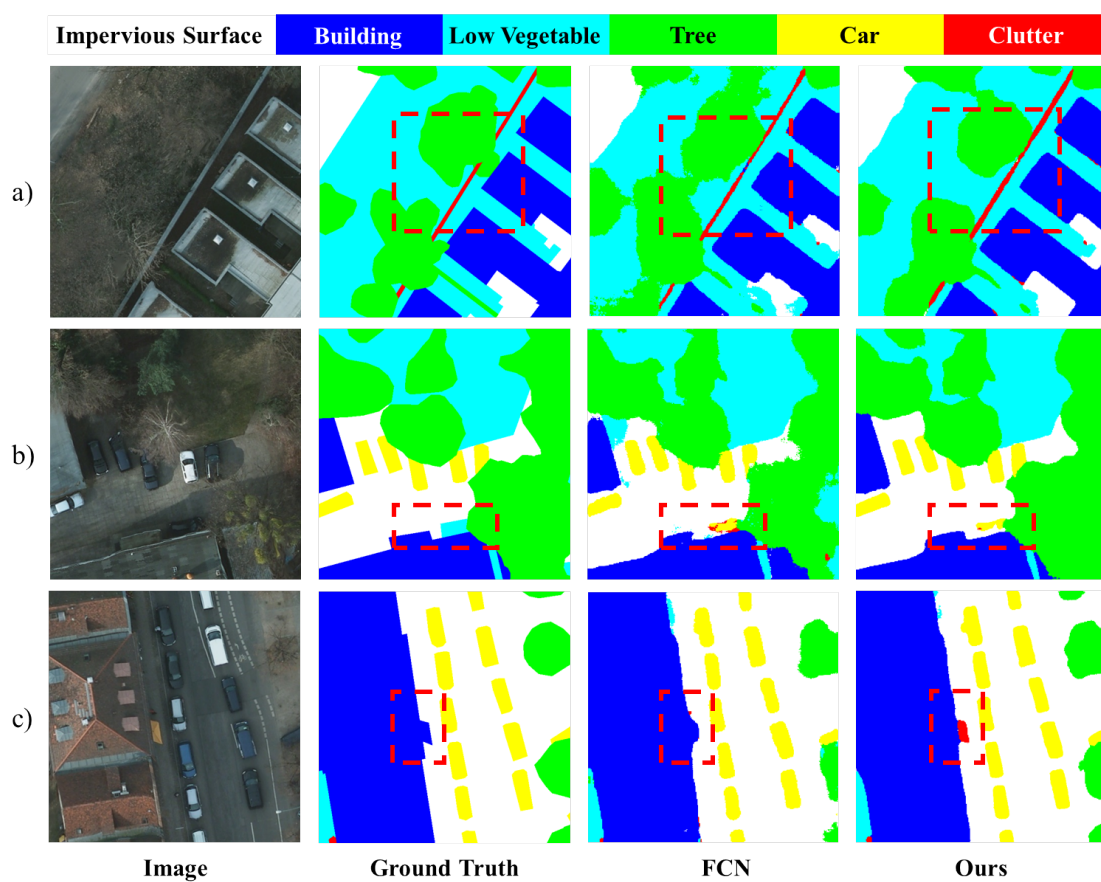 Impervious Surface Building Low Vegetable Tree Car Clutter
a)
b)
c)
Image Ground Truth FCN Ours